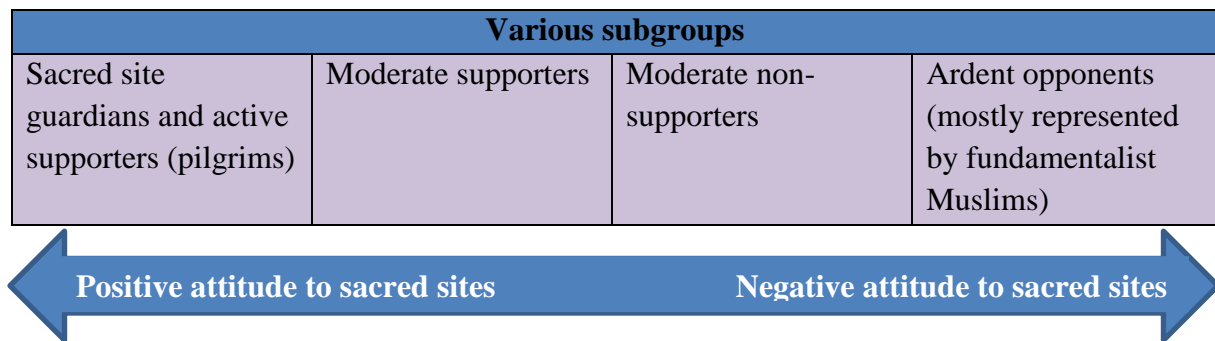 Various subgroups
Sacred site
guardians and active
supporters (pilgrims)
Moderate supporters
Moderate non-
supporters
Ardent opponents
(mostly represented
by fundamentalist
Muslims)
Positive attitude to sacred sites
Negative attitude to sacred sites